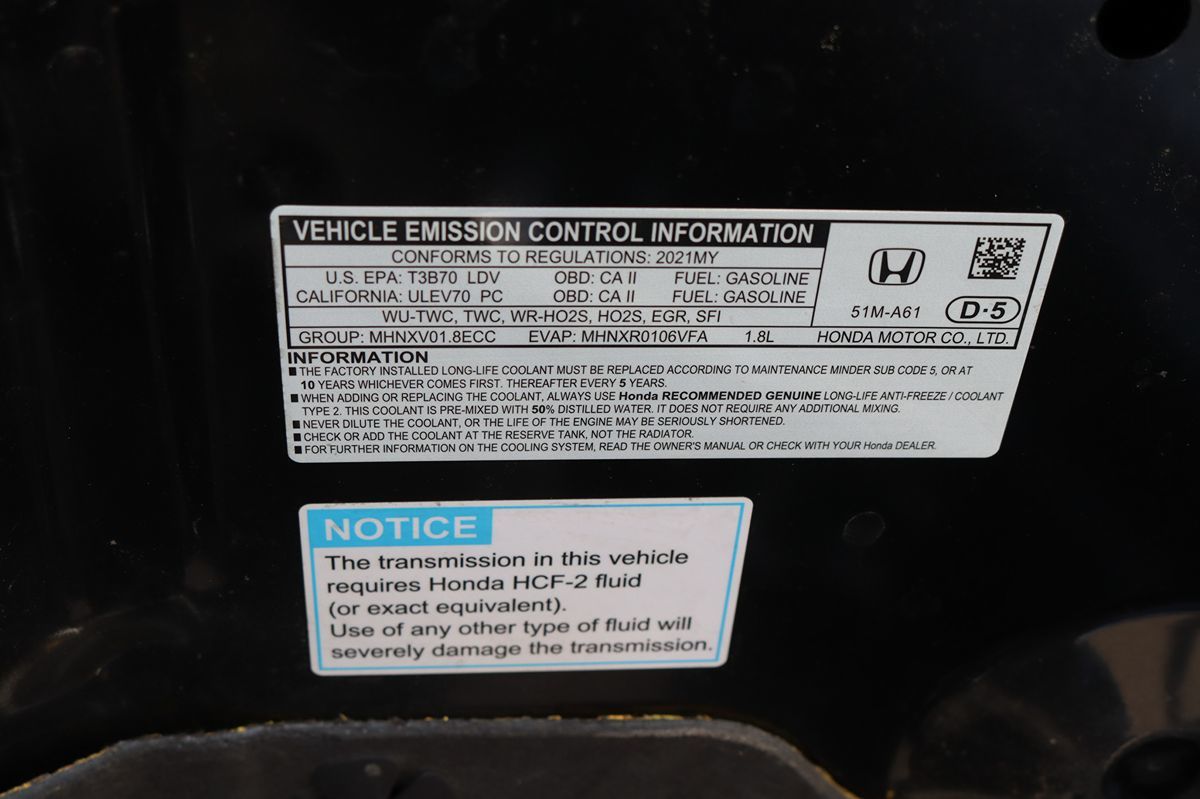 VEHICLE EMISSION CONTROL INFORMATION
CONFORMS TO REGULATIONS: 2021MY
U.S. EPA: T3B70 LDV OBD: CA II FUEL: GASOLINE
CALIFORNIA: ULEV70 PC OBD: CA II FUEL: GASOLINE
WU-TWC, TWC, WR-HO2S, HO2S, EGR, SFI
51M-A61 D-5
GROUP: MHNXV01.8ECC EVAP: MHNXR0106VFA 1.8L HONDA MOTOR CO., LTD.
INFORMATION
■ THE FACTORY INSTALLED LONG-LIFE COOLANT MUST BE REPLACED ACCORDING TO MAINTENANCE MINDER SUB CODE 5, OR AT
10 YEARS WHICHEVER COMES FIRST. THEREAFTER EVERY 5 YEARS.
■ WHEN ADDING OR REPLACING THE COOLANT, ALWAYS USE Honda RECOMMENDED GENUINE LONG-LIFE ANTI-FREEZE / COOLANT
TYPE 2. THIS COOLANT IS PRE-MIXED WITH 50% DISTILLED WATER. IT DOES NOT REQUIRE ANY ADDITIONAL MIXING.
■ NEVER DILUTE THE COOLANT, OR THE LIFE OF THE ENGINE MAY BE SERIOUSLY SHORTENED.
■ CHECK OR ADD THE COOLANT AT THE RESERVE TANK, NOT THE RADIATOR.
■ FOR FURTHER INFORMATION ON THE COOLING SYSTEM, READ THE OWNER'S MANUAL OR CHECK WITH YOUR Honda DEALER.
NOTICE
The transmission in this vehicle
requires Honda HCF-2 fluid
(or exact equivalent).
Use of any other type of fluid will
severely damage the transmission.